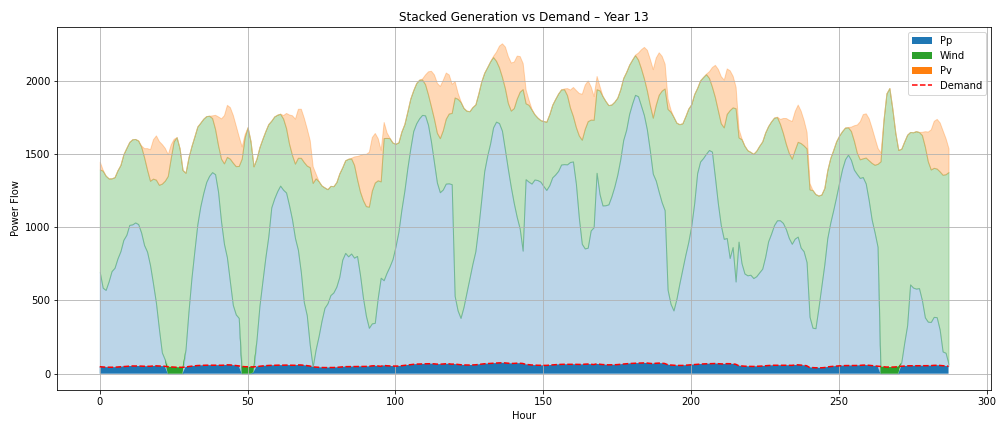 Stacked Generation vs Demand – Year 13
Pp
Wind
Pv
Demand
Power Flow
2000
1500
1000
500
0
0 50 100 150 200 250 300
Hour